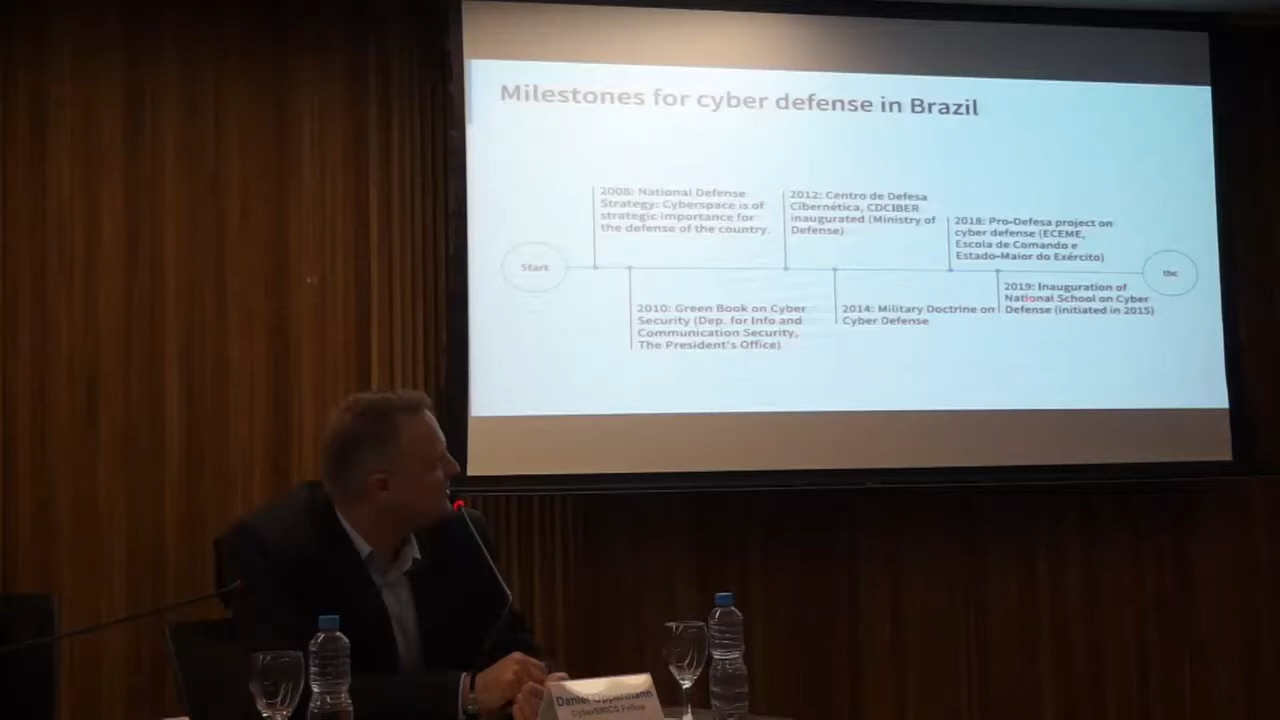 Milestones for cyber defense in Brazil
2008: National Defense
Strategy: Cyberspace is of
strategic importance for
the defense of the country.
2012: Centro de Defesa
Cibernética, CDCIBER
inaugurated (Ministry of
Defense)
2018: Pro-Defesa project on
cyber defense (ECEME,
Escola de Comando e
Estado-Maior do Exército)
Start
tbc
2010: Green Book on Cyber
Security (Dep. for Info and
Communication Security,
The President's Office)
2014: Military Doctrine on
Cyber Defense
2019: Inauguration of
National School on Cyber
Defense (initiated in 2015)
Daniel Oppermann
CyberBRICS Fellow